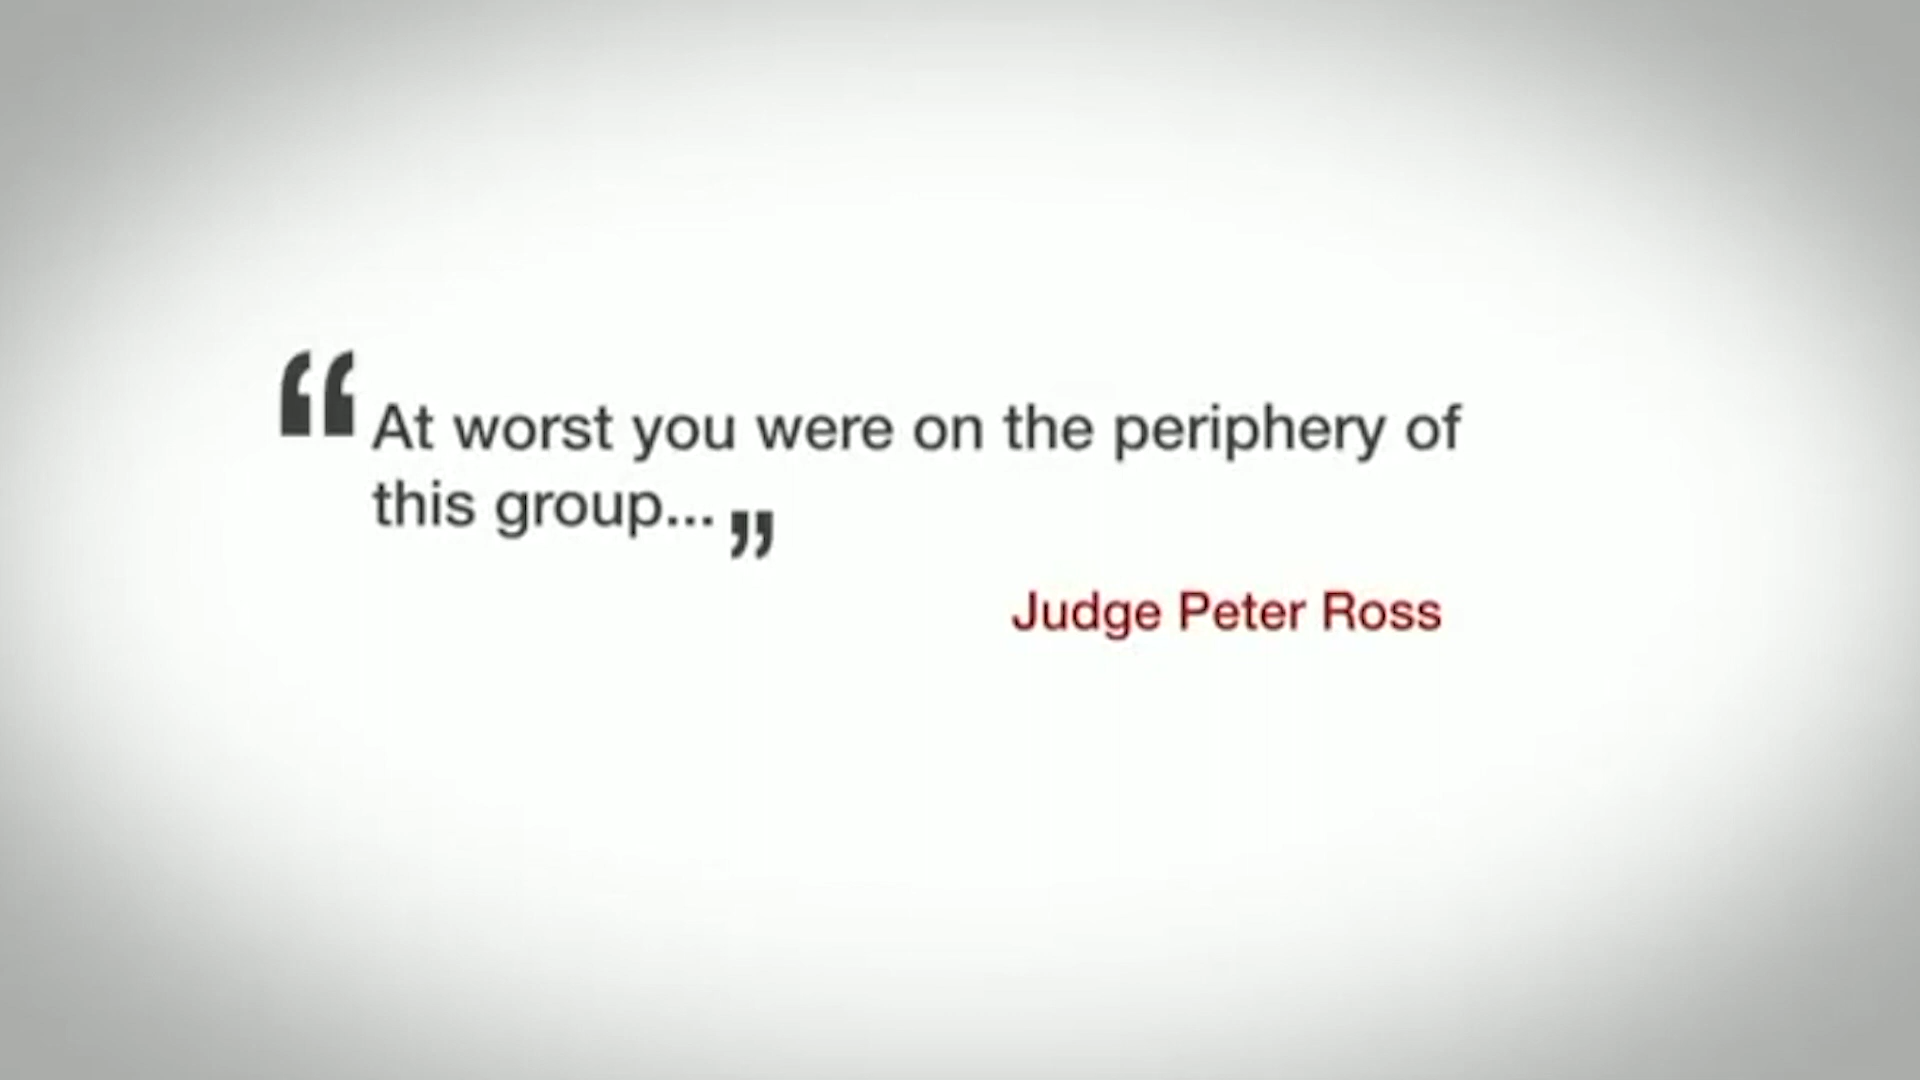 “At worst you were on the periphery of
this group...”
Judge Peter Ross